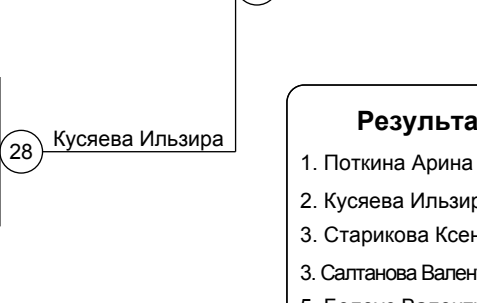 28 Кусяева Ильзира
Результа
1. Поткина Арина
2. Кусяева Ильзир
3. Старикова Ксен
3. Салтанова Вален